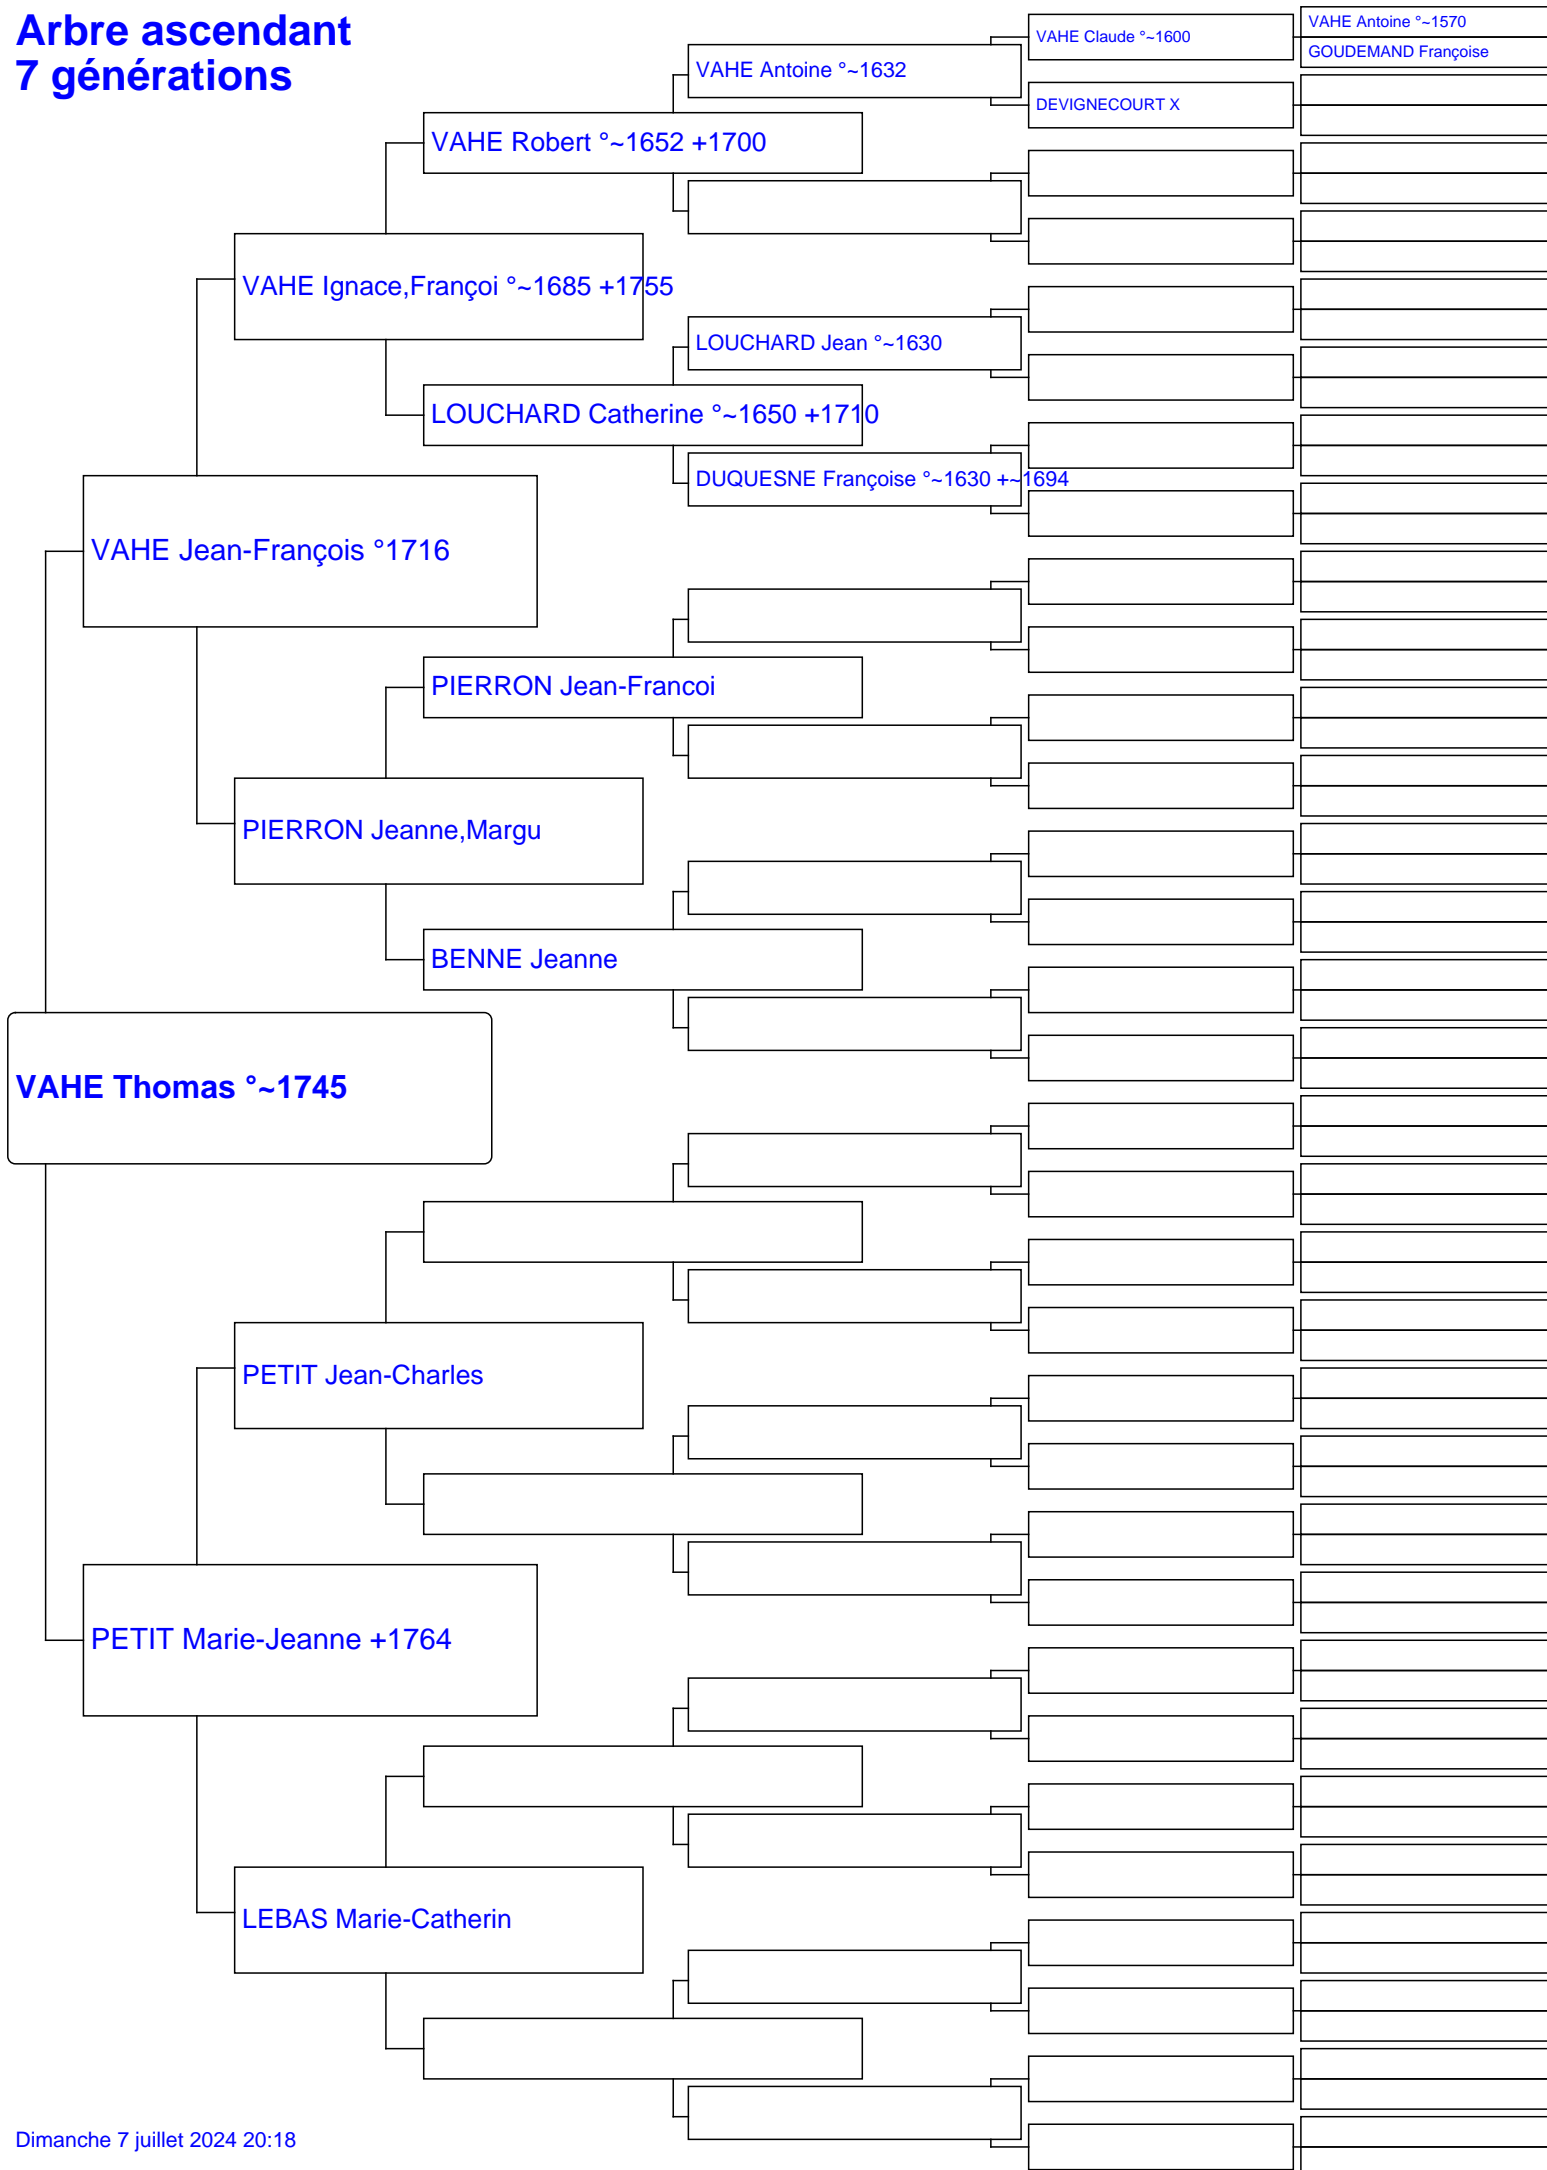 Arbre ascendant
7 générations
VAHE Claude °~1600
VAHE Antoine °~1570
GOUDEMAND Françoise
VAHE Antoine °~1632
DEVIGNECOURT X
VAHE Robert °~1652 +1700
VAHE Ignace,Françoi °~1685 +1755
LOUCHARD Jean °~1630
LOUCHARD Catherine °~1650 +1710
DUQUESNE Françoise °~1630 +~1694
VAHE Jean-François °1716
PIERRON Jean-Francoi
PIERRON Jeanne,Margu
BENNE Jeanne
VAHE Thomas °~1745
PETIT Jean-Charles
PETIT Marie-Jeanne +1764
LEBAS Marie-Catherin
Dimanche 7 juillet 2024 20:18